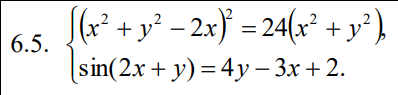 6.5. { (x² + y² − 2x)² = 24(x² + y²),
sin(2x + y) = 4y − 3x + 2.